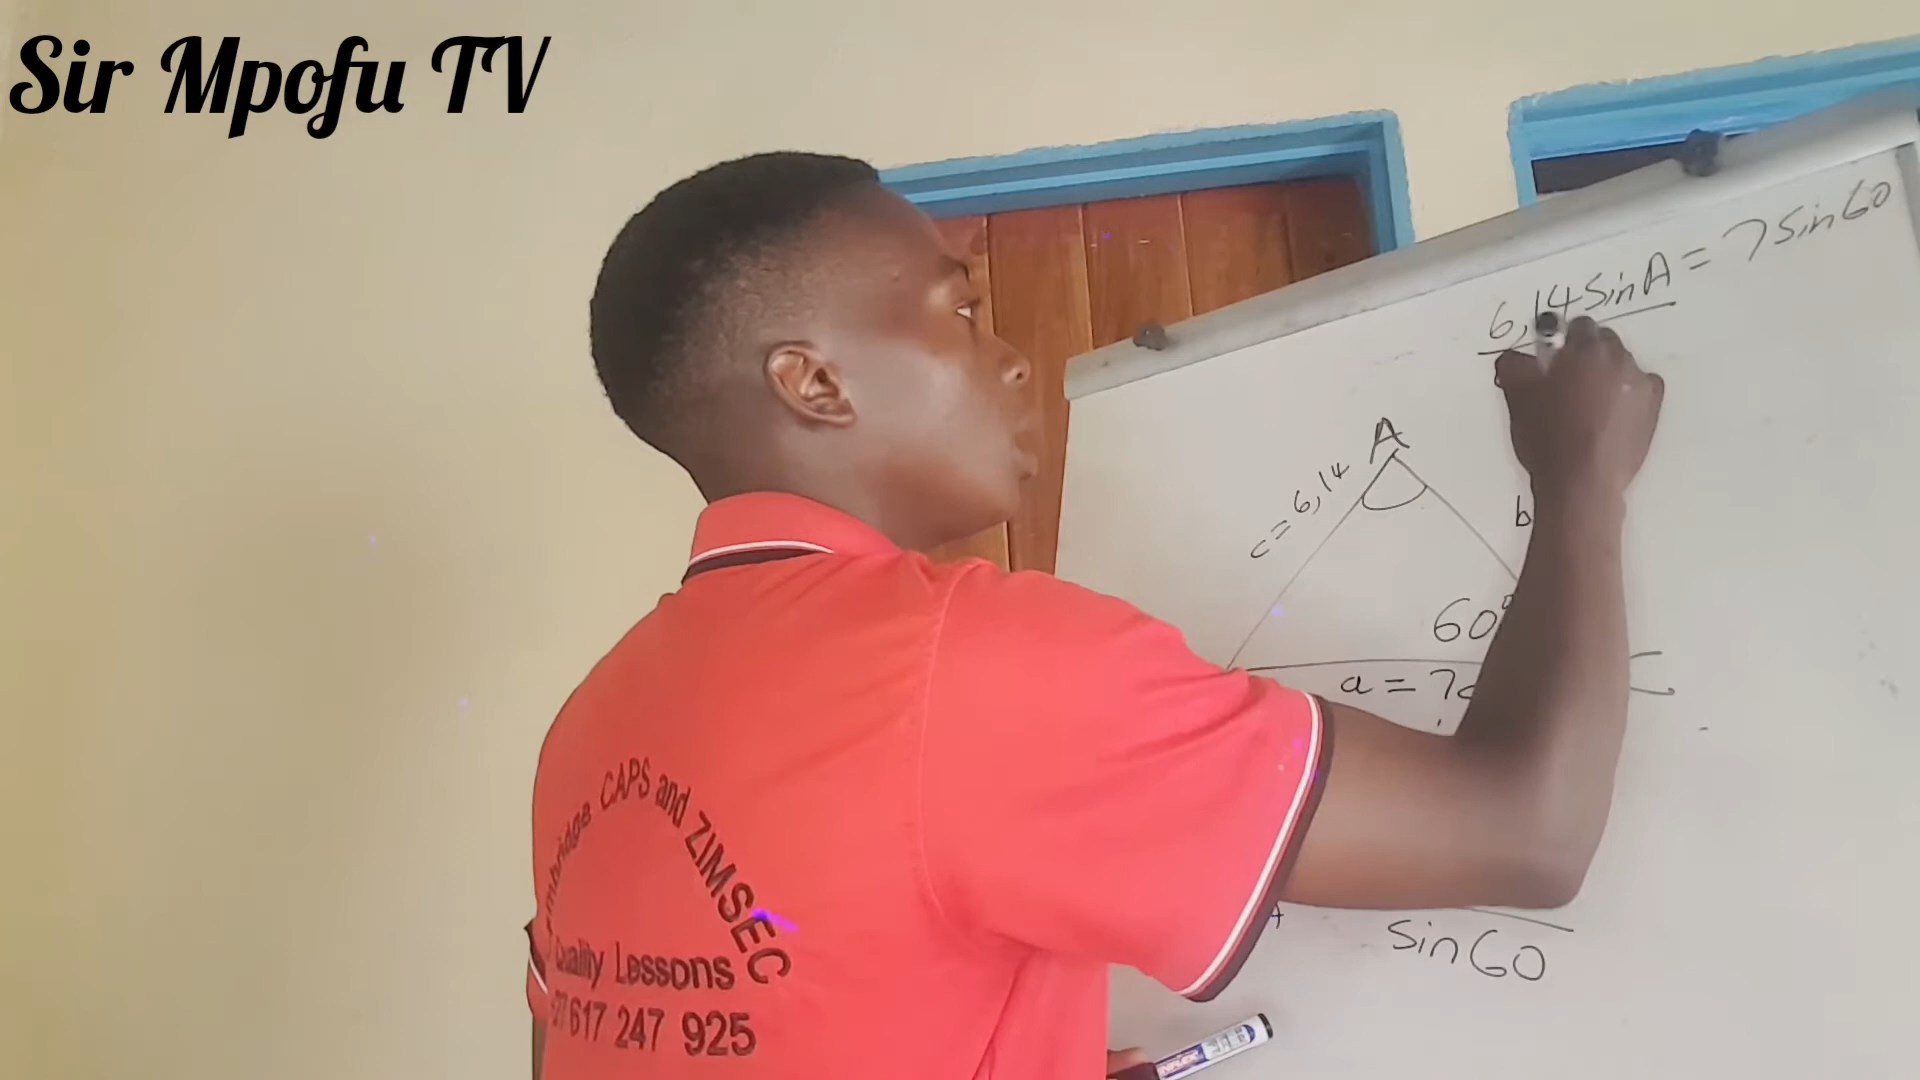 Sir Mpofu TV
6,14 sin A = 7 sin 60
A
c = 6,14
b
60°
a = 7c
C
sin 60
CAPS and ZIMSEC
Quality Lessons
617 247 925